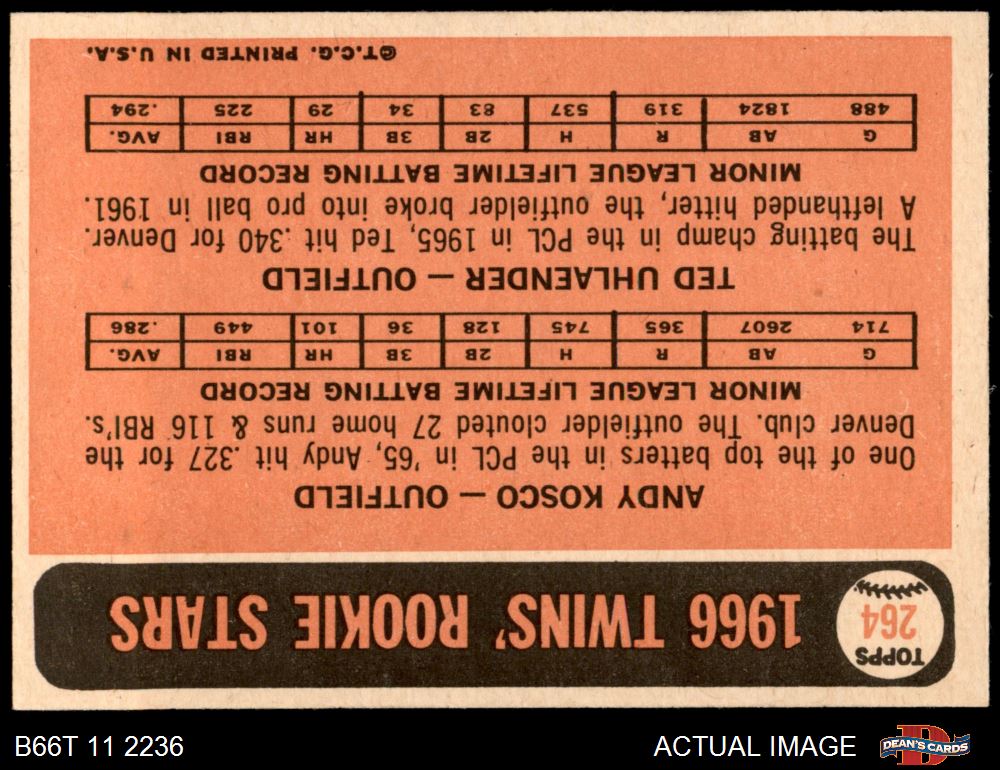 TOPPS
264
1966 TWINS' ROOKIE STARS
ANDY KOSCO — OUTFIELD
One of the top batters in the PCL in '65, Andy hit .327 for the
Denver club. The outfielder clouted 27 home runs & 116 RBI's.
MINOR LEAGUE LIFETIME BATTING RECORD
G AB R H 2B 3B HR RBI AVG.
714 2607 365 745 128 36 101 449 .286
TED UHLAENDER — OUTFIELD
The batting champ in the PCL in 1965, Ted hit .340 for Denver.
A lefthanded hitter, the outfielder broke into pro ball in 1961.
MINOR LEAGUE LIFETIME BATTING RECORD
G AB R H 2B 3B HR RBI AVG.
488 1824 319 537 83 34 29 225 .294
©T.C.G. PRINTED IN U.S.A.
B66T 11 2236
ACTUAL IMAGE
D
DEAN'S CARDS